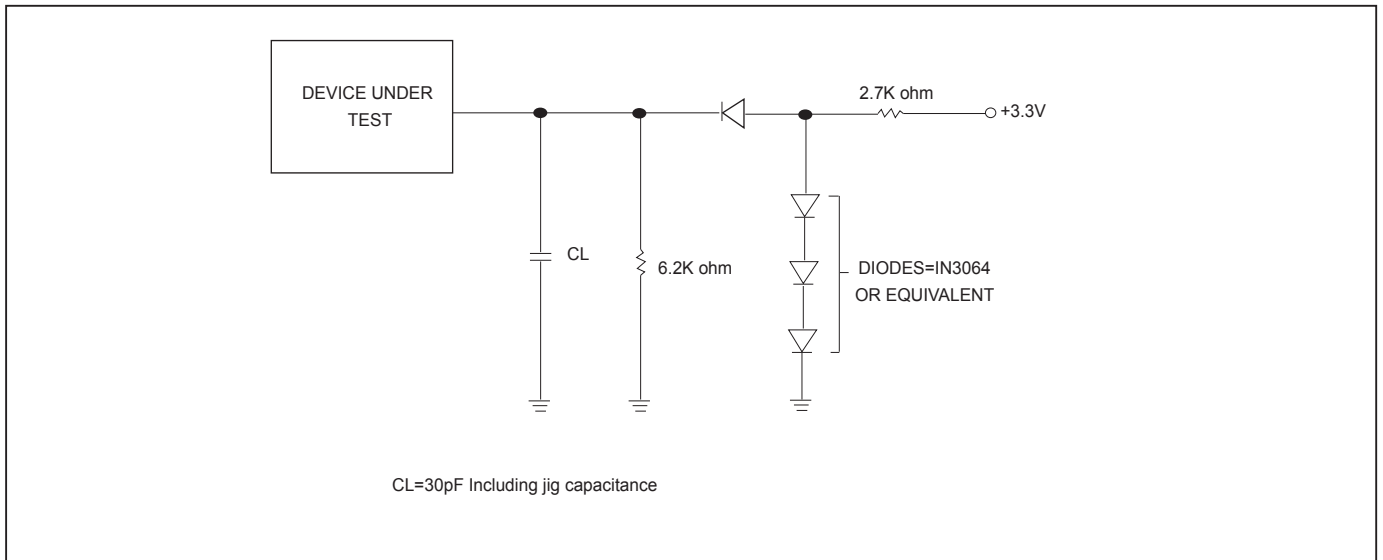 DEVICE UNDER
TEST
2.7K ohm
+3.3V
CL
6.2K ohm
DIODES=IN3064
OR EQUIVALENT
CL=30pF Including jig capacitance